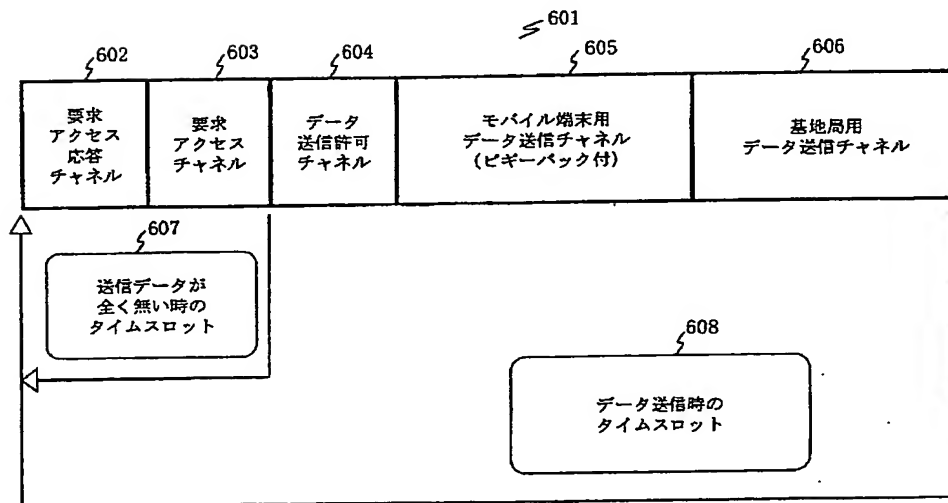 601
602
603
604
605
606
要求
アクセス
応答
チャネル
要求
アクセス
チャネル
データ
送信許可
チャネル
モバイル端末用
データ送信チャネル
(ピギーパック付)
基地局用
データ送信チャネル
607
送信データが
全く無い時の
タイムスロット
608
データ送信時の
タイムスロット